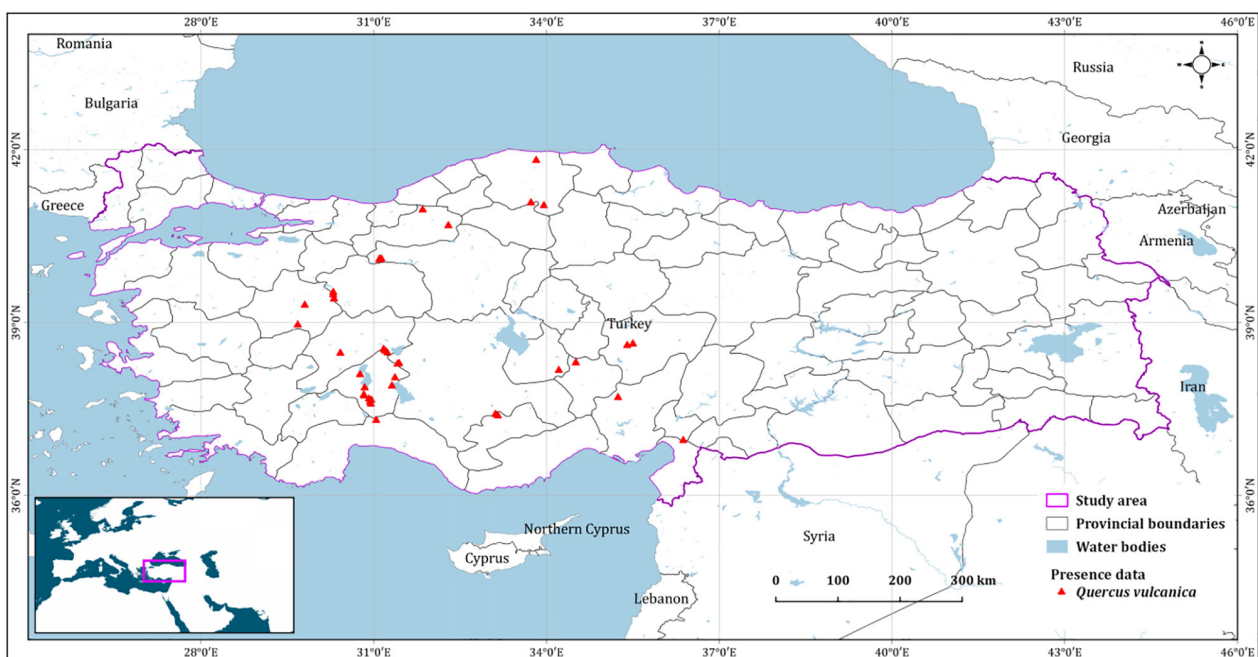 28°0'E 31°0'E 34°0'E 37°0'E 40°0'E 43°0'E 46°0'E
Romania
Russia
N
W E
S
Bulgaria
Georgia
42°0'N 42°0'N
Greece
Azerbaijan
Armenia
39°0'N 39°0'N
Turkey
Iran
36°0'N 36°0'N
Study area
Provincial boundaries
Water bodies
Northern Cyprus
Syria
Cyprus
Presence data
Quercus vulcanica
0 100 200 300 km
Lebanon
28°0'E 31°0'E 34°0'E 37°0'E 40°0'E 43°0'E 46°0'E